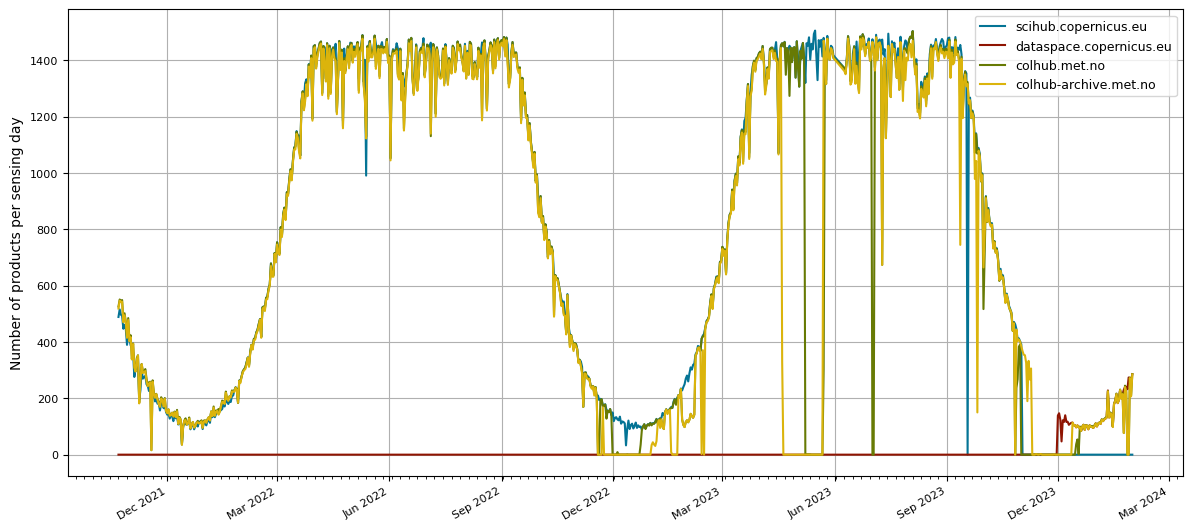 Number of products per sensing day
1400
1200
1000
800
600
400
200
0
Dec 2021
Mar 2022
Jun 2022
Sep 2022
Dec 2022
Mar 2023
Jun 2023
Sep 2023
Dec 2023
Mar 2024
scihub.copernicus.eu
dataspace.copernicus.eu
colhub.met.no
colhub-archive.met.no